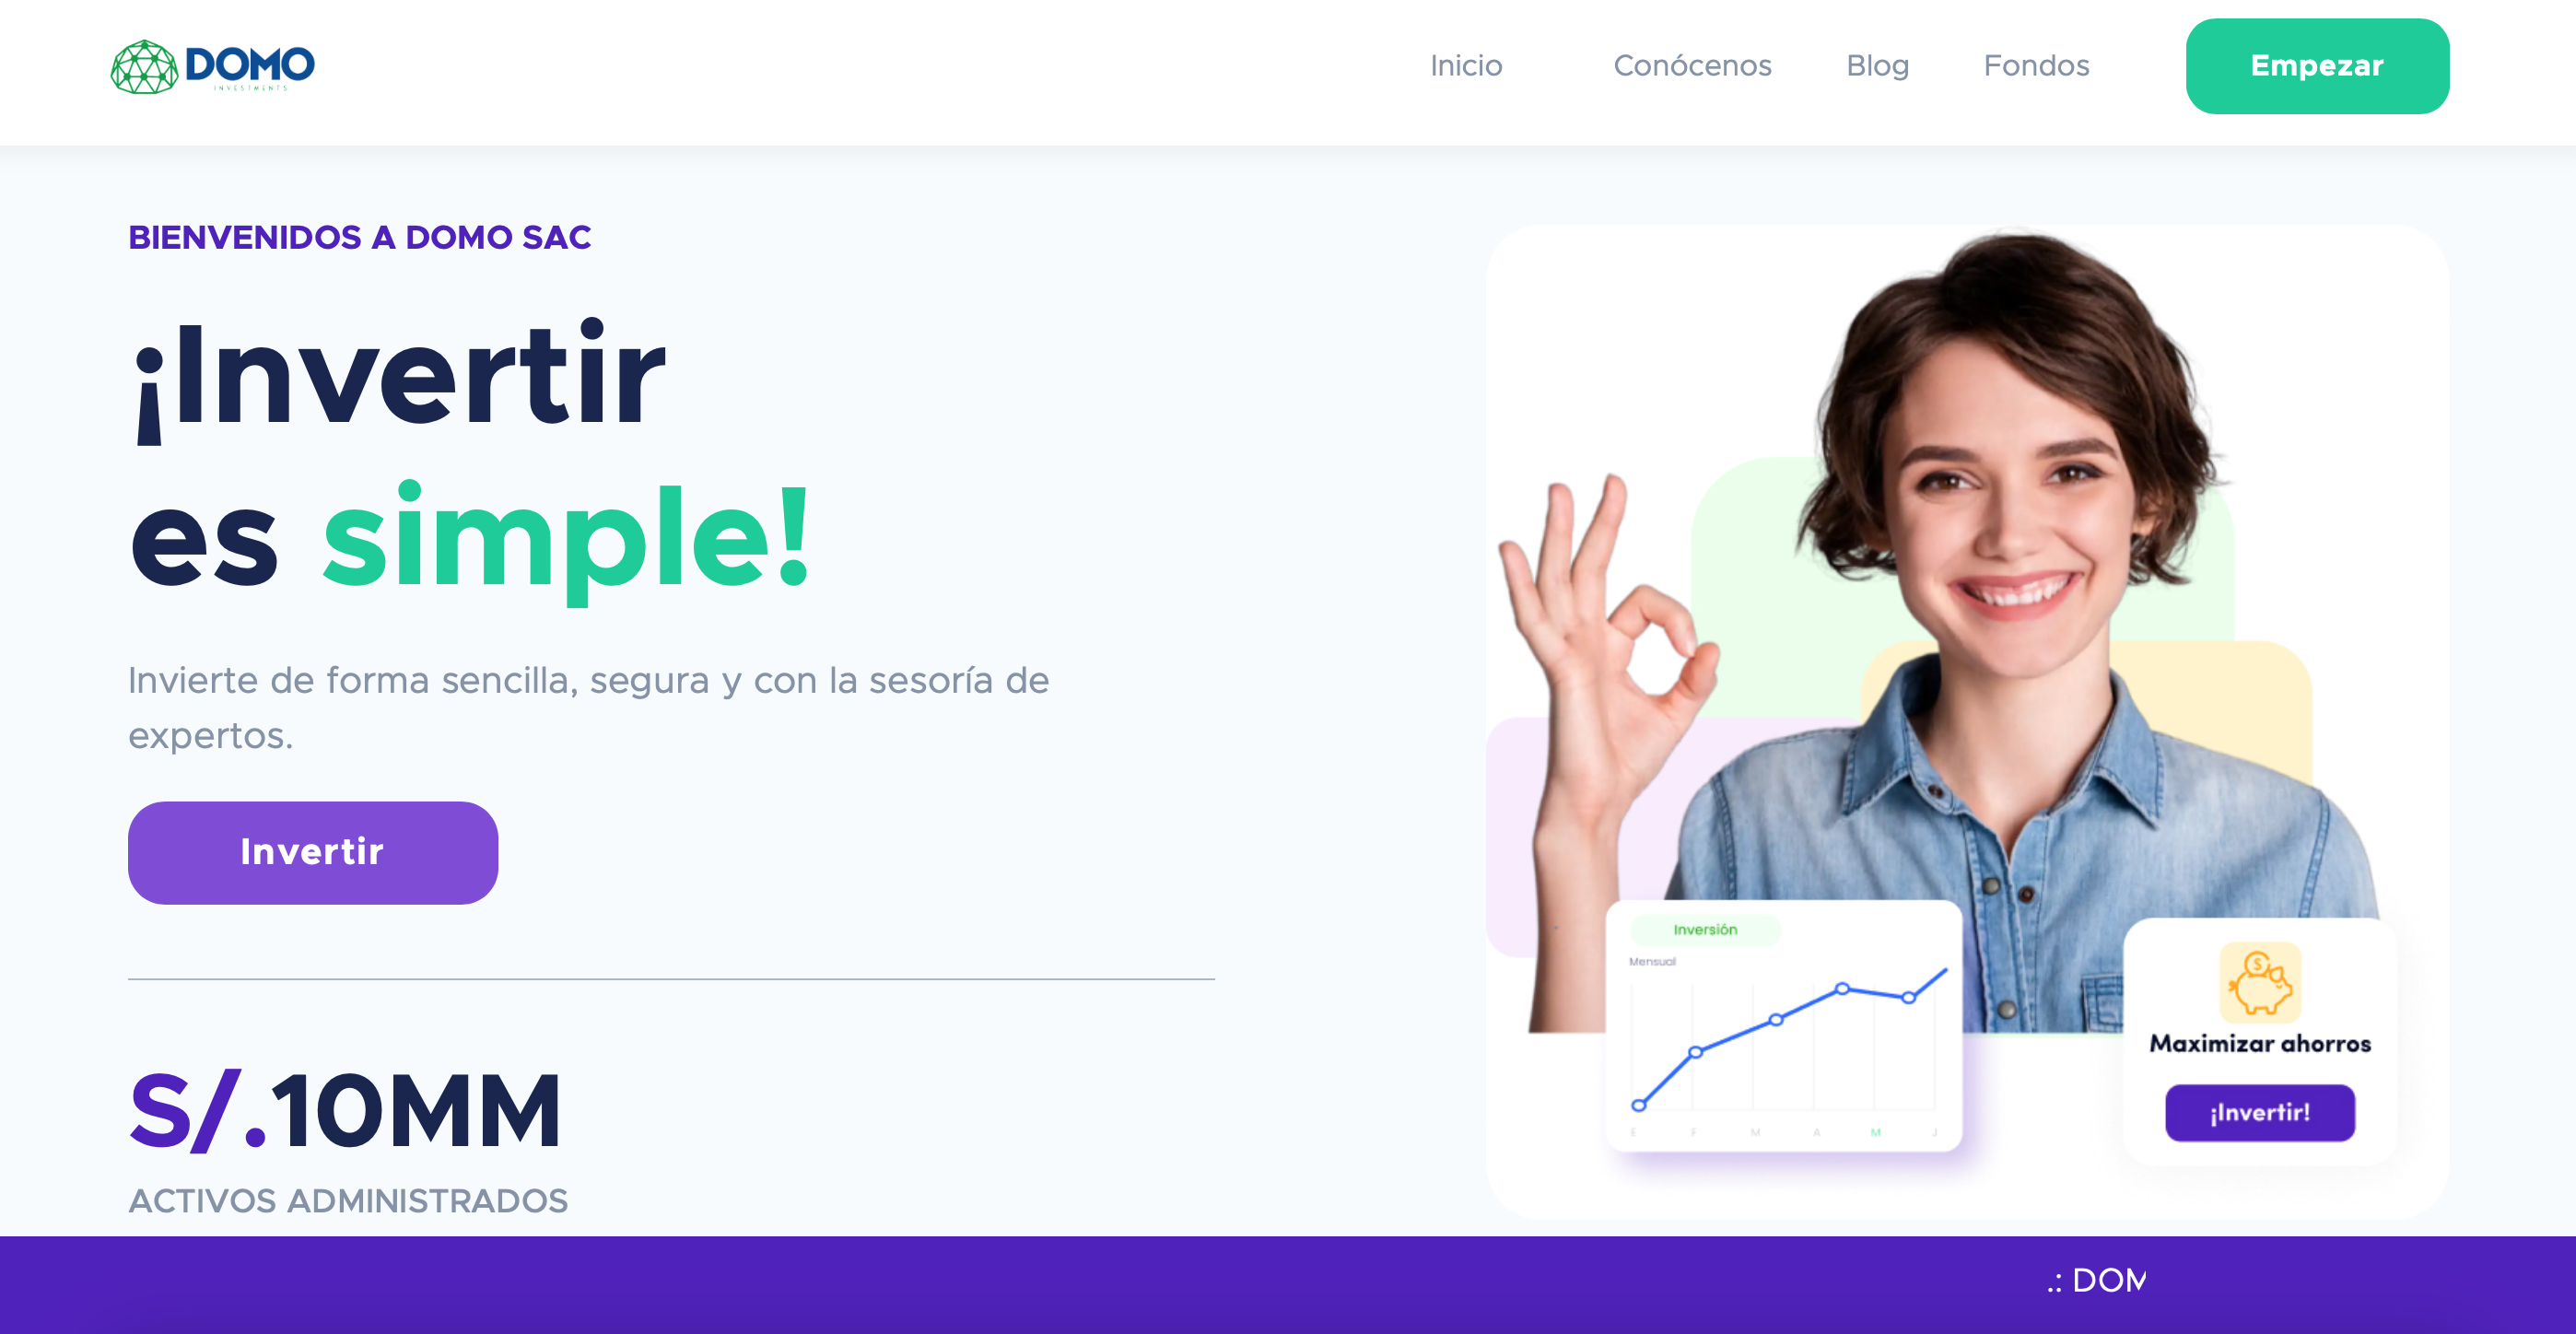 DOMO
INVESTMENTS
Inicio
Conócenos
Blog
Fondos
Empezar
BIENVENIDOS A DOMO SAC
¡Invertir
es simple!
Invierte de forma sencilla, segura y con la sesoría de
expertos.
Invertir
S/.10MM
ACTIVOS ADMINISTRADOS
Inversión
Mensual
E F M A M J
$
Maximizar ahorros
¡Invertir!
.: DOM